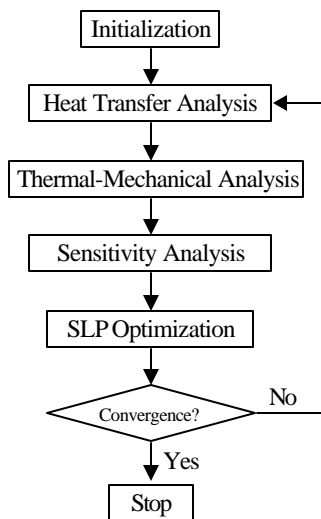 Initialization
Heat Transfer Analysis
Thermal-Mechanical Analysis
Sensitivity Analysis
SLP Optimization
Convergence?
No
Yes
Stop